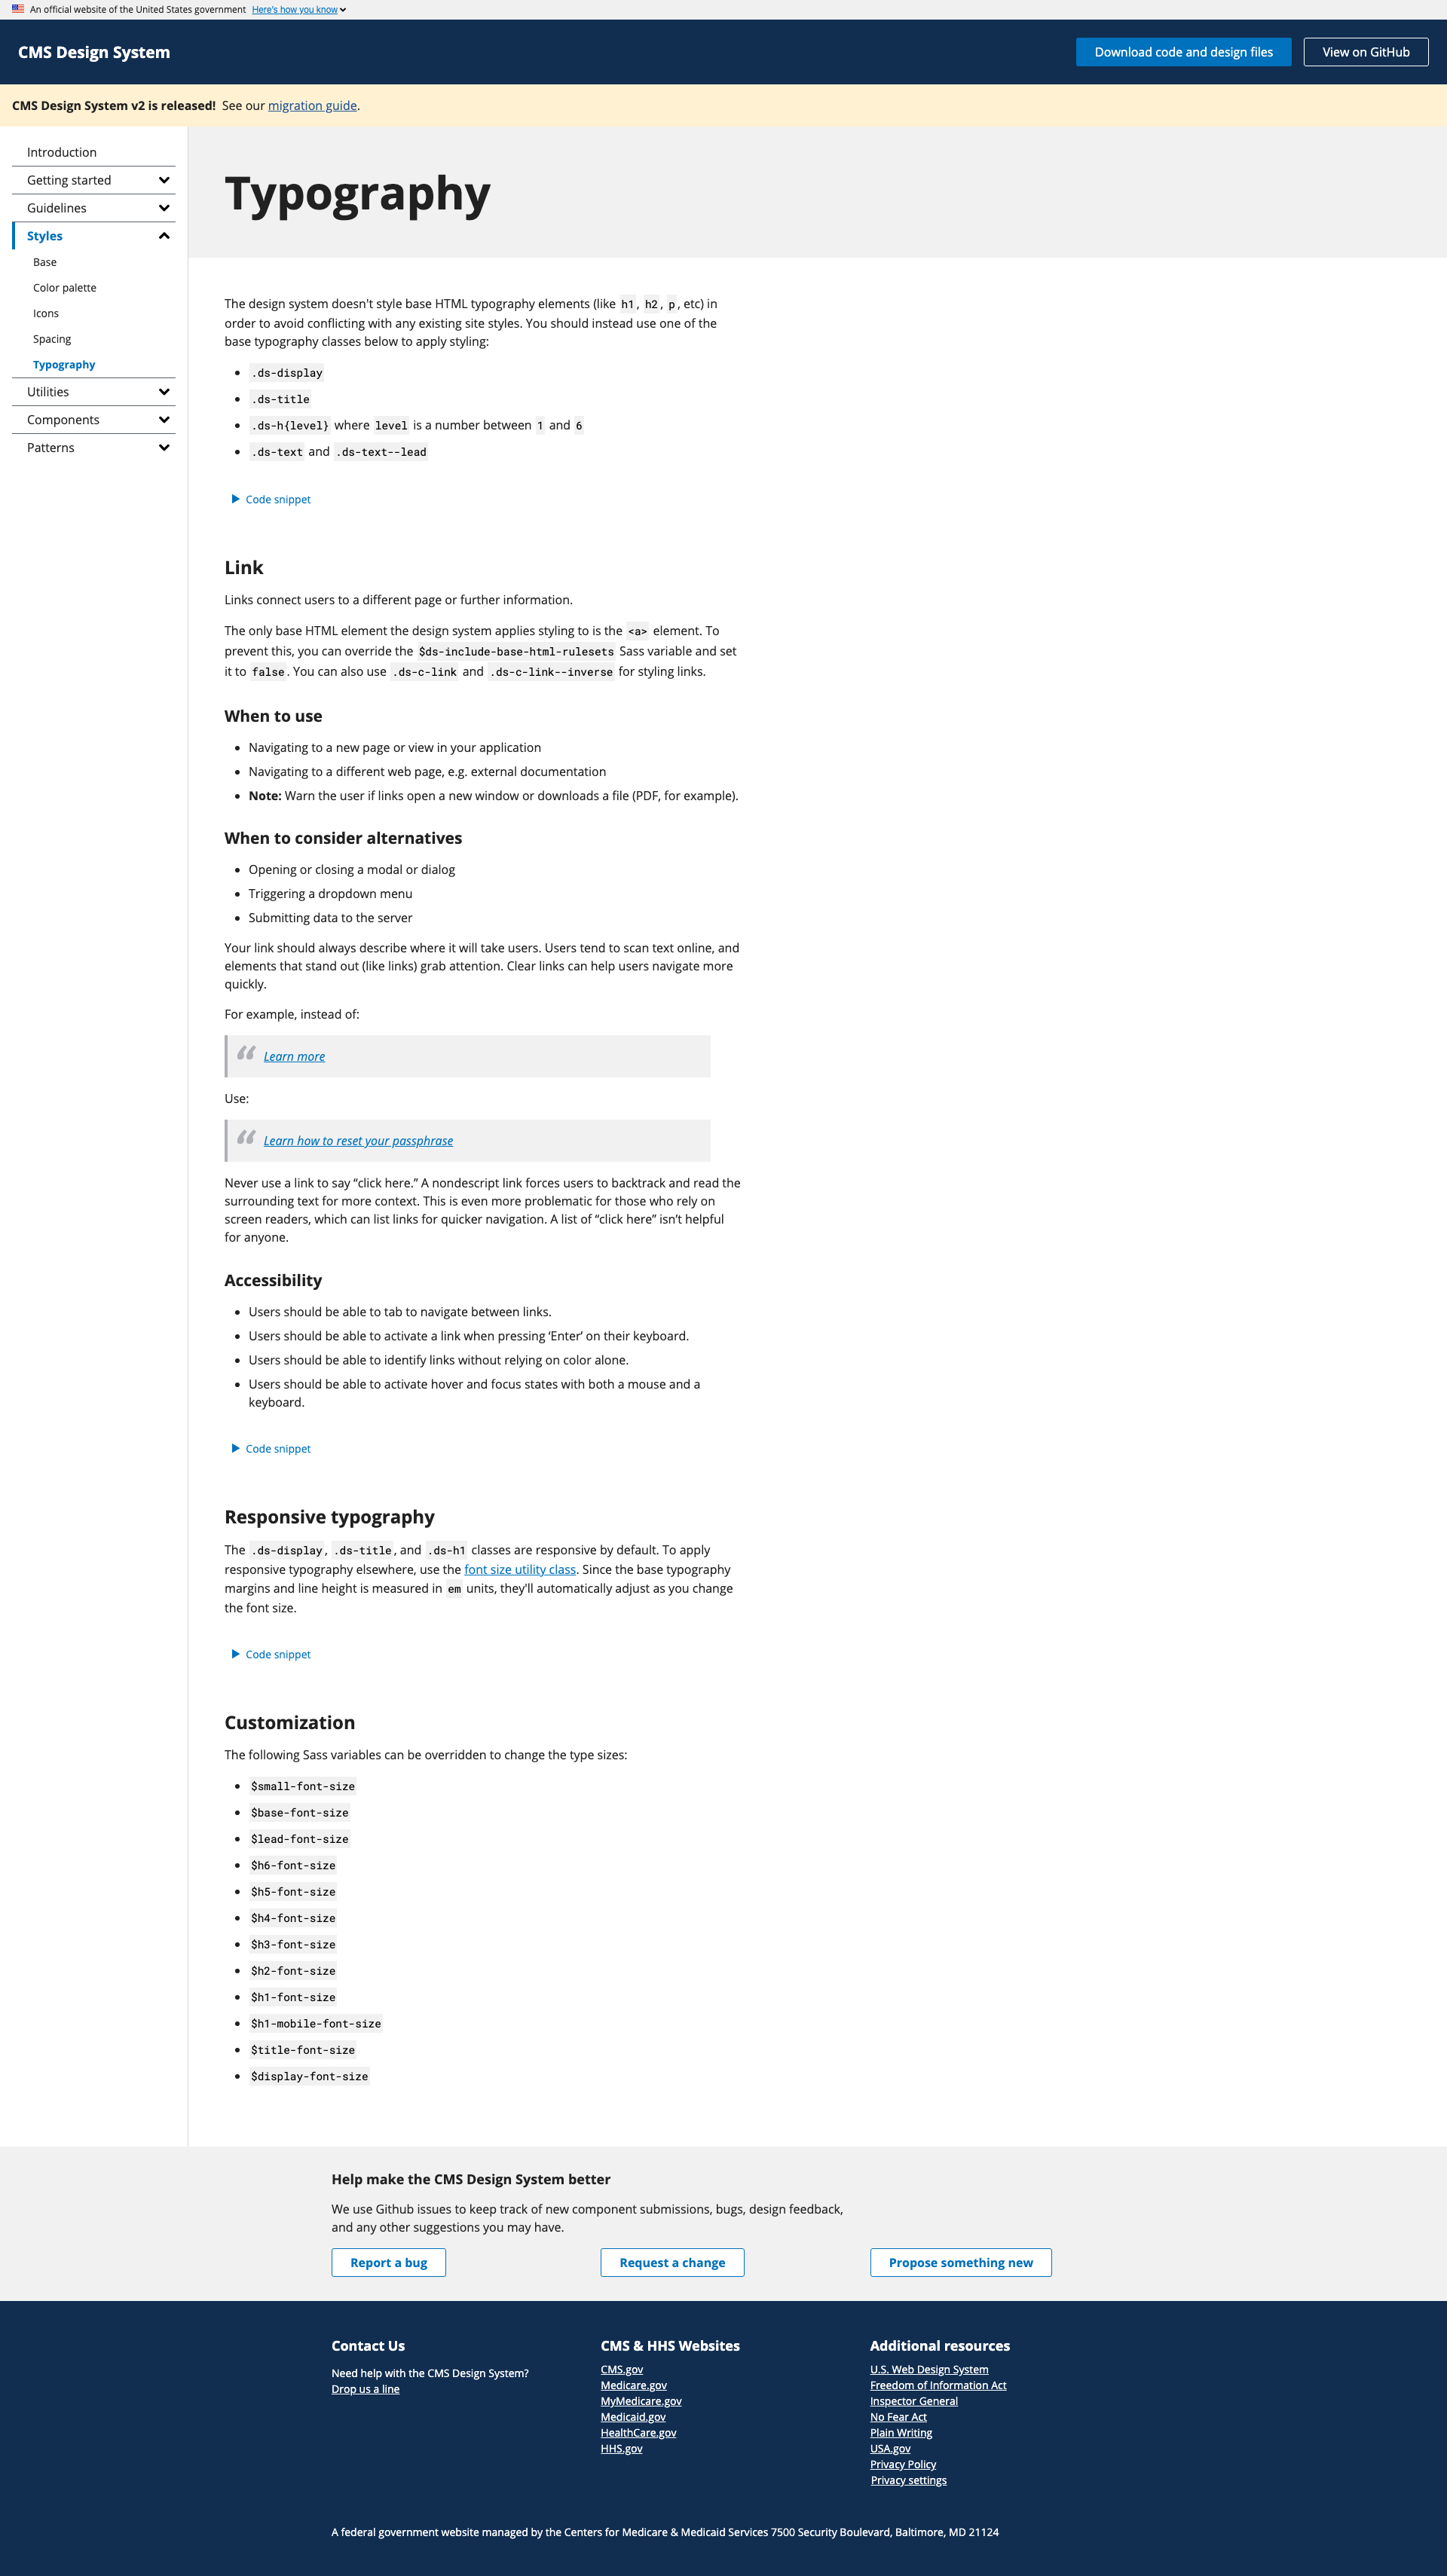 An official website of the United States government Here's how you know
CMS Design System
Download code and design files
View on GitHub
CMS Design System v2 is released! See our migration guide.
Introduction
Getting started
Guidelines
Styles
Base
Color palette
Icons
Spacing
Typography
Utilities
Components
Patterns
Typography
The design system doesn't style base HTML typography elements (like h1, h2, p, etc) in
order to avoid conflicting with any existing site styles. You should instead use one of the
base typography classes below to apply styling:
.ds-display
.ds-title
.ds-h{level} where level is a number between 1 and 6
.ds-text and .ds-text--lead
Code snippet
Link
Links connect users to a different page or further information.
The only base HTML element the design system applies styling to is the <a> element. To
prevent this, you can override the $ds-include-base-html-rulesets Sass variable and set
it to false. You can also use .ds-c-link and .ds-c-link--inverse for styling links.
When to use
Navigating to a new page or view in your application
Navigating to a different web page, e.g. external documentation
Note: Warn the user if links open a new window or downloads a file (PDF, for example).
When to consider alternatives
Opening or closing a modal or dialog
Triggering a dropdown menu
Submitting data to the server
Your link should always describe where it will take users. Users tend to scan text online, and
elements that stand out (like links) grab attention. Clear links can help users navigate more
quickly.
For example, instead of:
“ Learn more
Use:
“ Learn how to reset your passphrase
Never use a link to say “click here.” A nondescript link forces users to backtrack and read the
surrounding text for more context. This is even more problematic for those who rely on
screen readers, which can list links for quicker navigation. A list of “click here” isn’t helpful
for anyone.
Accessibility
Users should be able to tab to navigate between links.
Users should be able to activate a link when pressing ‘Enter’ on their keyboard.
Users should be able to identify links without relying on color alone.
Users should be able to activate hover and focus states with both a mouse and a
keyboard.
Code snippet
Responsive typography
The .ds-display, .ds-title, and .ds-h1 classes are responsive by default. To apply
responsive typography elsewhere, use the font size utility class. Since the base typography
margins and line height is measured in em units, they'll automatically adjust as you change
the font size.
Code snippet
Customization
The following Sass variables can be overridden to change the type sizes:
$small-font-size
$base-font-size
$lead-font-size
$h6-font-size
$h5-font-size
$h4-font-size
$h3-font-size
$h2-font-size
$h1-font-size
$h1-mobile-font-size
$title-font-size
$display-font-size
Help make the CMS Design System better
We use Github issues to keep track of new component submissions, bugs, design feedback,
and any other suggestions you may have.
Report a bug
Request a change
Propose something new
Contact Us
Need help with the CMS Design System?
Drop us a line
CMS & HHS Websites
CMS.gov
Medicare.gov
MyMedicare.gov
Medicaid.gov
HealthCare.gov
HHS.gov
Additional resources
U.S. Web Design System
Freedom of Information Act
Inspector General
No Fear Act
Plain Writing
USA.gov
Privacy Policy
Privacy settings
A federal government website managed by the Centers for Medicare & Medicaid Services 7500 Security Boulevard, Baltimore, MD 21124